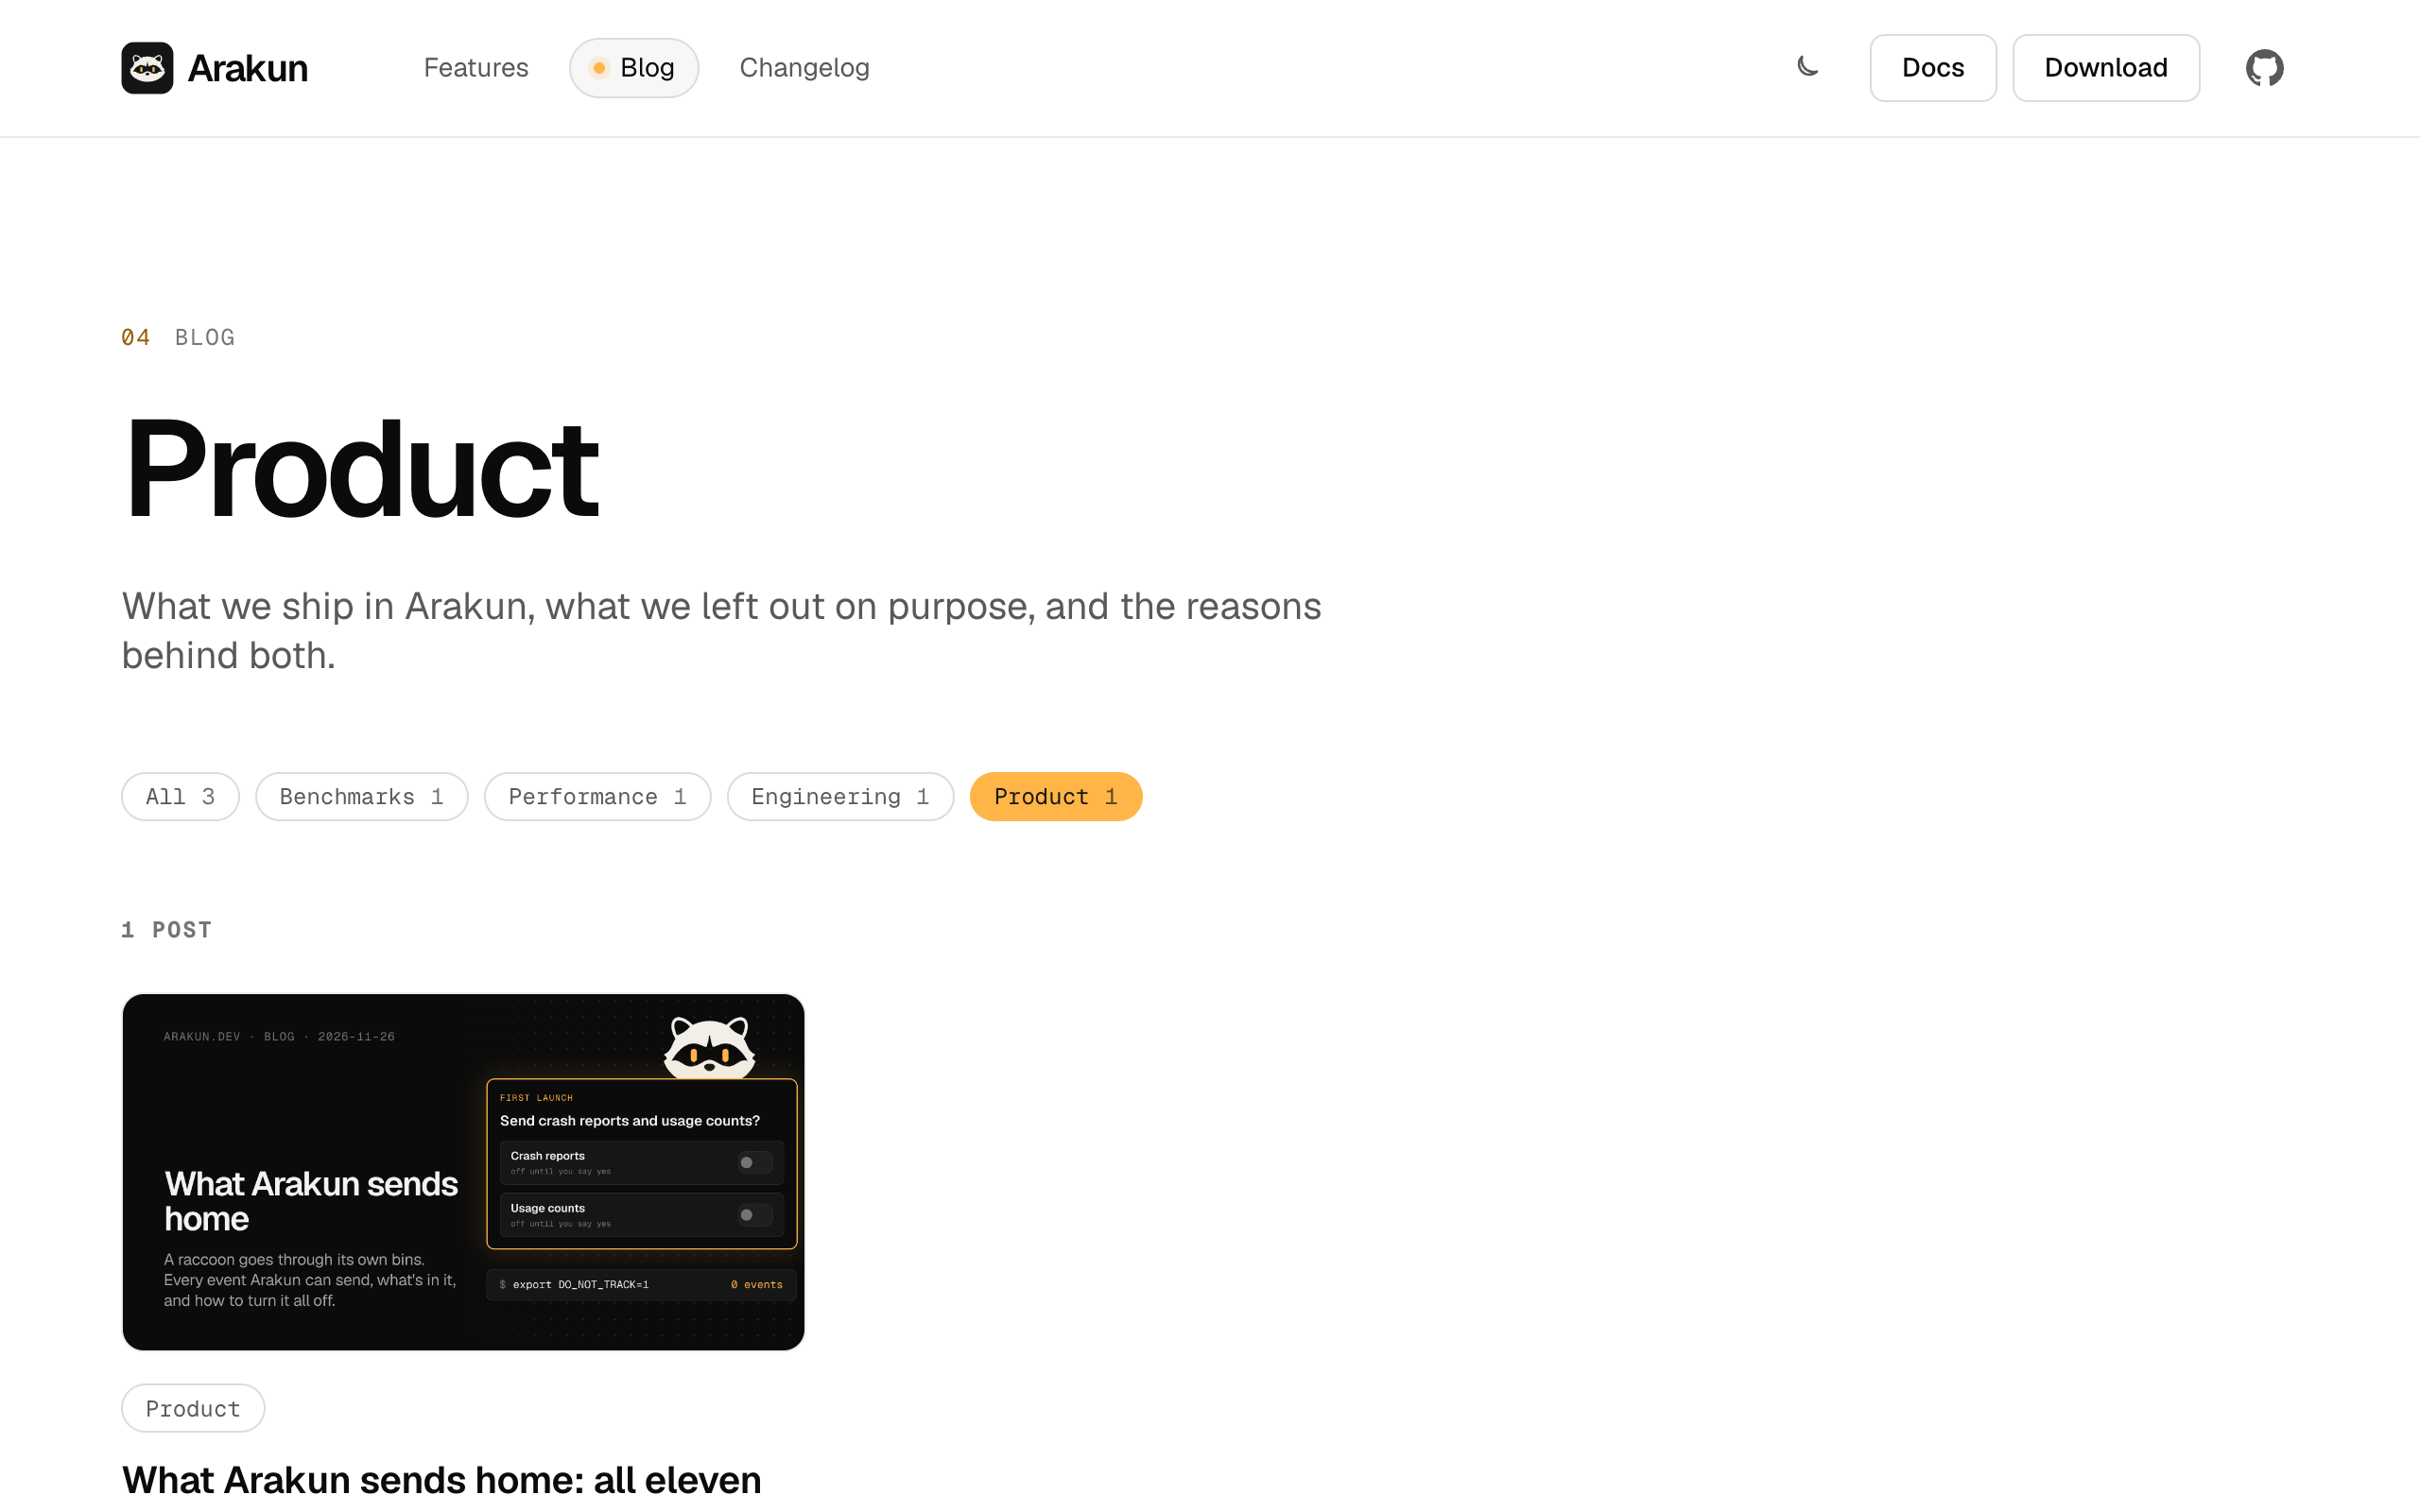 Arakun
Features
Blog
Changelog
Docs
Download
04 BLOG
Product
What we ship in Arakun, what we left out on purpose, and the reasons
behind both.
All 3
Benchmarks 1
Performance 1
Engineering 1
Product 1
1 POST
ARAKUN.DEV · BLOG · 2026-11-26
What Arakun sends
home
A raccoon goes through its own bins.
Every event Arakun can send, what's in it,
and how to turn it all off.
FIRST LAUNCH
Send crash reports and usage counts?
Crash reports
off until you say yes
Usage counts
off until you say yes
$ export DO_NOT_TRACK=1
0 events
Product
What Arakun sends home: all eleven